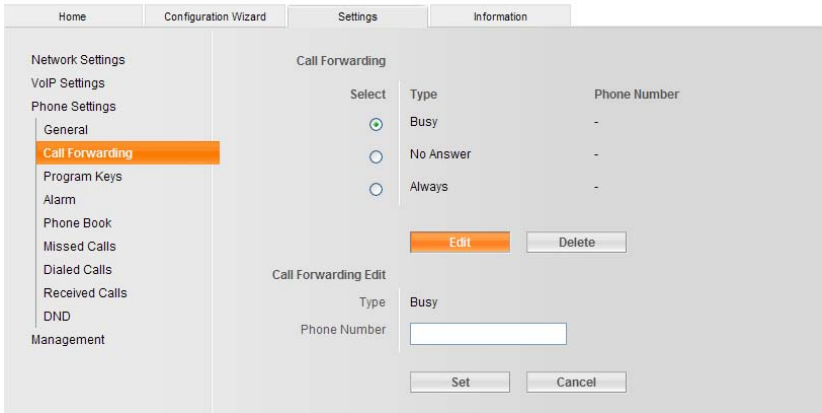 Home Configuration Wizard Settings Information
Network Settings
VoIP Settings
Phone Settings
General
Call Forwarding
Program Keys
Alarm
Phone Book
Missed Calls
Dialed Calls
Received Calls
DND
Management
Call Forwarding
Select Type Phone Number
Busy -
No Answer -
Always -
Edit Delete
Call Forwarding Edit
Type Busy
Phone Number
Set Cancel